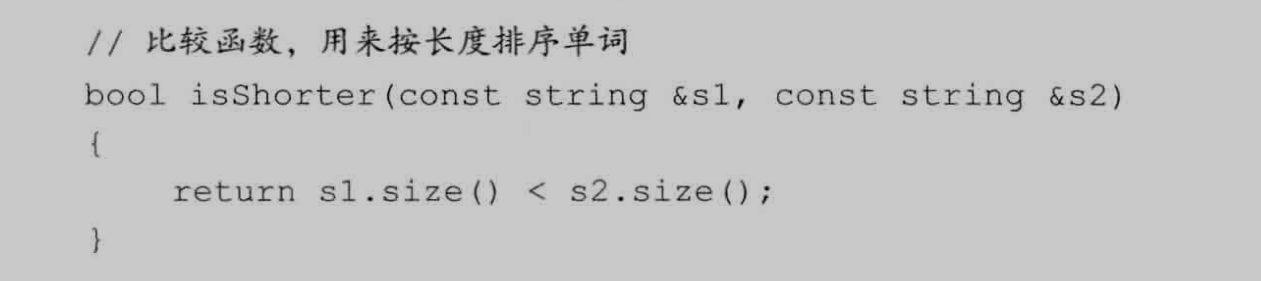 // 比较函数，用来按长度排序单词
bool isShorter(const string &s1, const string &s2)
{
    return s1.size() < s2.size();
}